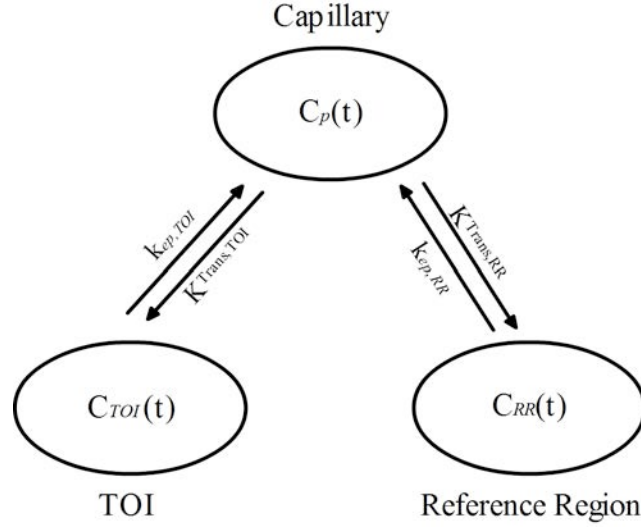 Capillary
Cp(t)
kep,TOI
KTrans,TOI
KTrans,RR
kep,RR
CTOI(t)
CRR(t)
TOI
Reference Region